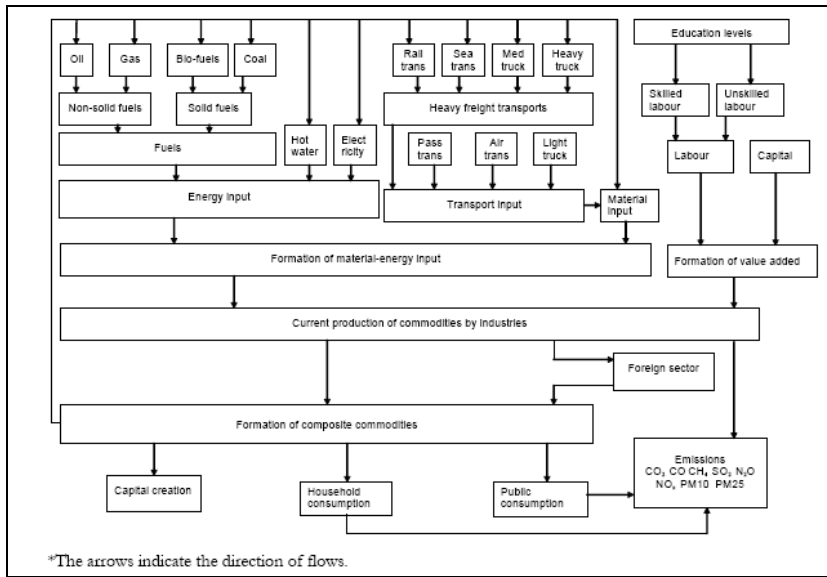 Education levels
Oil
Gas
Bio-fuels
Coal
Rail
trans
Sea
trans
Med
truck
Heavy
truck
Skilled
labour
Unskilled
labour
Non-solid fuels
Solid fuels
Heavy freight transports
Fuels
Hot
water
Elect
ricity
Pass
trans
Air
trans
Light
truck
Labour
Capital
Energy input
Transport input
Material
input
Formation of material-energy input
Formation of value added
Current production of commodities by industries
Foreign sector
Formation of composite commodities
Emissions
CO₂ CO CH₄ SO₂ N₂O
NOₓ PM10 PM25
Capital creation
Household
consumption
Public
consumption
*The arrows indicate the direction of flows.